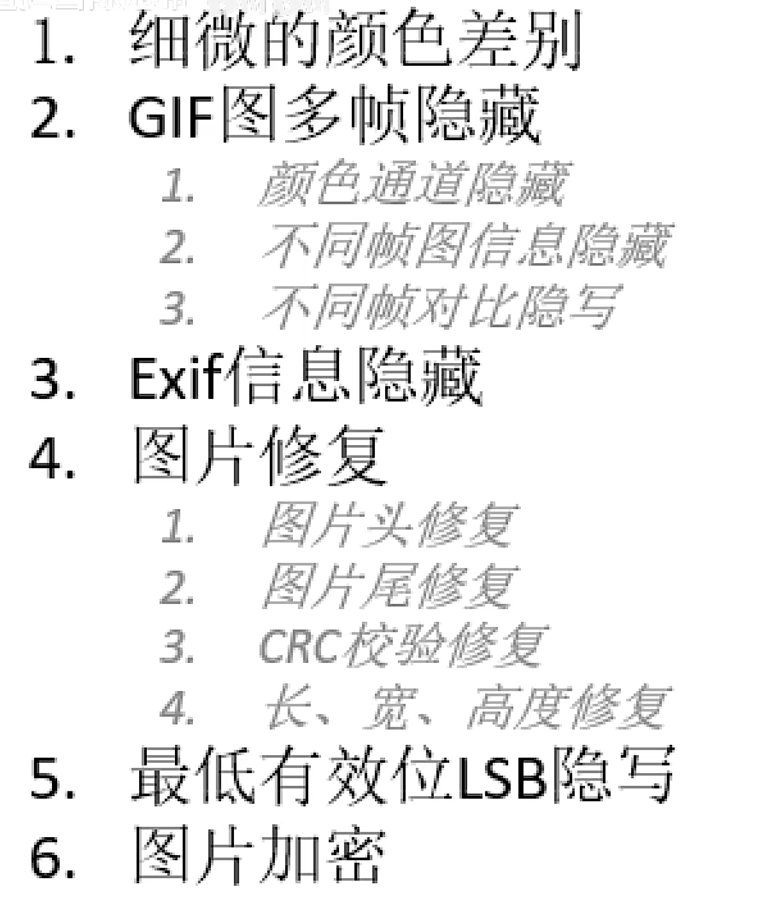 1. 细微的颜色差别
2. GIF图多帧隐藏
1. 颜色通道隐藏
2. 不同帧图信息隐藏
3. 不同帧对比隐写
3. Exif信息隐藏
4. 图片修复
1. 图片头修复
2. 图片尾修复
3. CRC校验修复
4. 长、宽、高度修复
5. 最低有效位LSB隐写
6. 图片加密